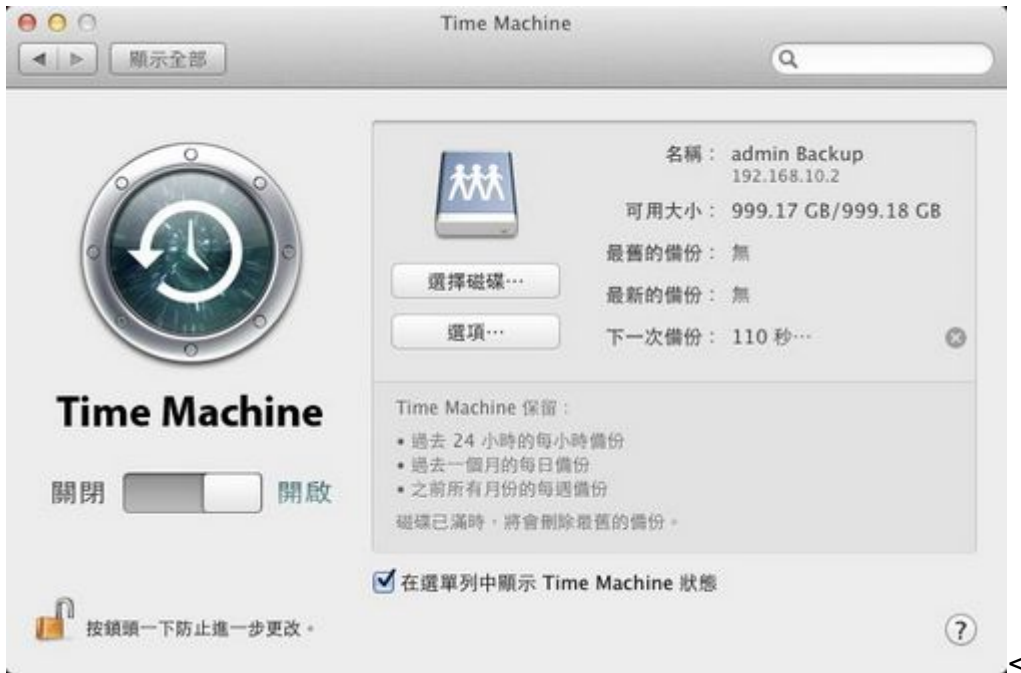 Time Machine
顯示全部
名稱： admin Backup
192.168.10.2
可用大小： 999.17 GB/999.18 GB
最舊的備份： 無
選擇磁碟⋯
最新的備份： 無
選項⋯
下一次備份： 110 秒⋯
Time Machine
關閉 開啟
Time Machine 保留：
• 過去 24 小時的每小時備份
• 過去一個月的每日備份
• 之前所有月份的每週備份
磁碟已滿時，將會刪除最舊的備份。
在選單列中顯示 Time Machine 狀態
按鎖頭一下防止進一步更改。
?
<